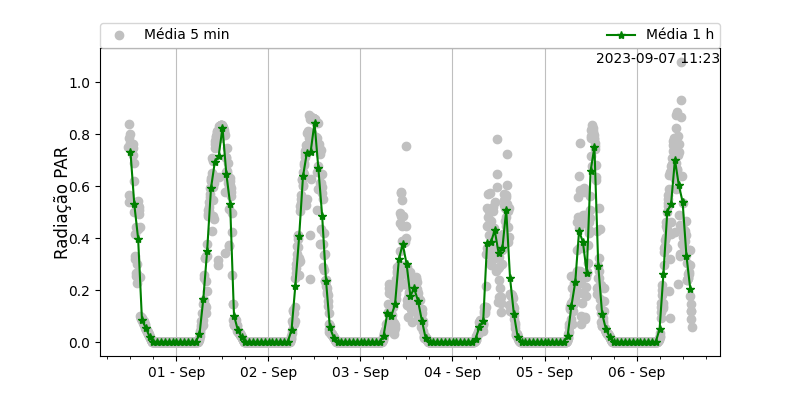 Média 5 min
Média 1 h
2023-09-07 11:23
Radiação PAR
1.0
0.8
0.6
0.4
0.2
0.0
01 - Sep
02 - Sep
03 - Sep
04 - Sep
05 - Sep
06 - Sep